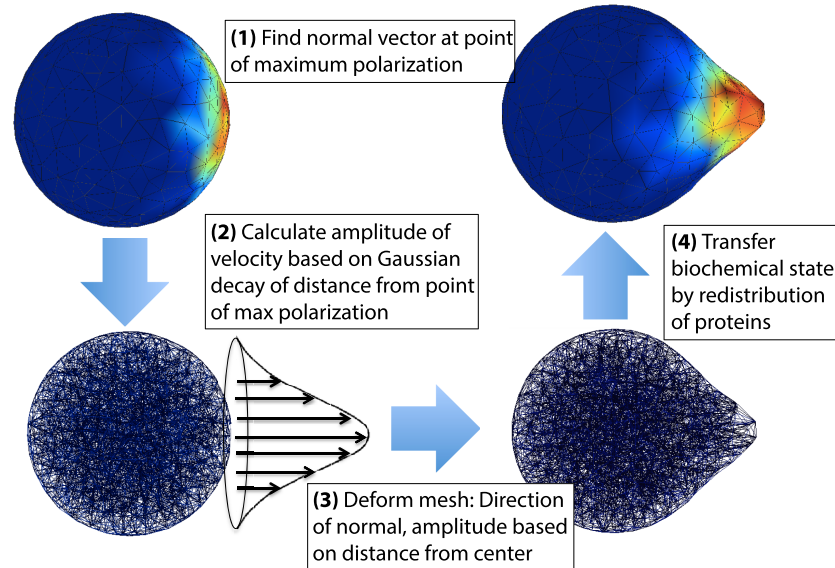 (1) Find normal vector at point
of maximum polarization
(2) Calculate amplitude of
velocity based on Gaussian
decay of distance from point
of max polarization
(3) Deform mesh: Direction
of normal, amplitude based
on distance from center
(4) Transfer
biochemical state
by redistribution
of proteins